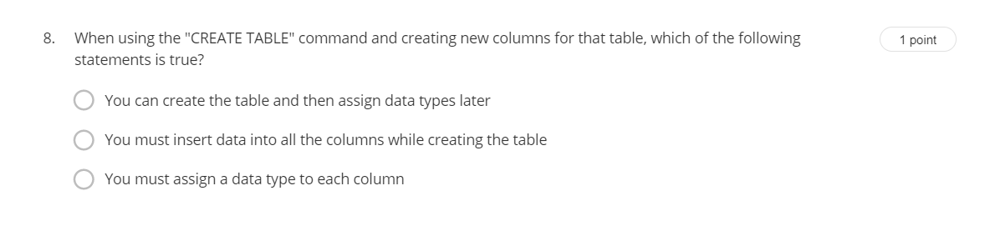 8. When using the "CREATE TABLE" command and creating new columns for that table, which of the following 1 point
statements is true?
You can create the table and then assign data types later
You must insert data into all the columns while creating the table
You must assign a data type to each column